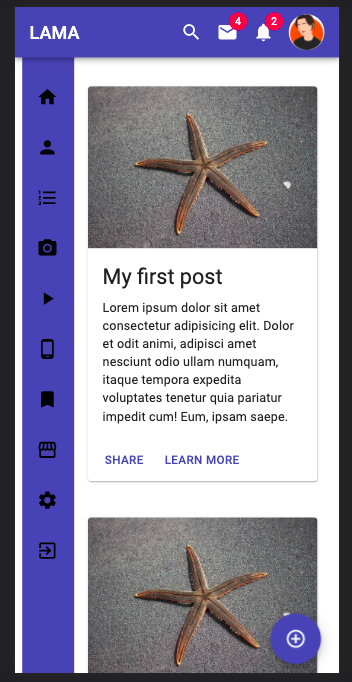 LAMA
4
2
My first post
Lorem ipsum dolor sit amet
consectetur adipisicing elit. Dolor
et odit animi, adipisci amet
nesciunt odio ullam numquam,
itaque tempora expedita
voluptates tenetur quia pariatur
impedit cum! Eum, ipsam saepe.
SHARE LEARN MORE